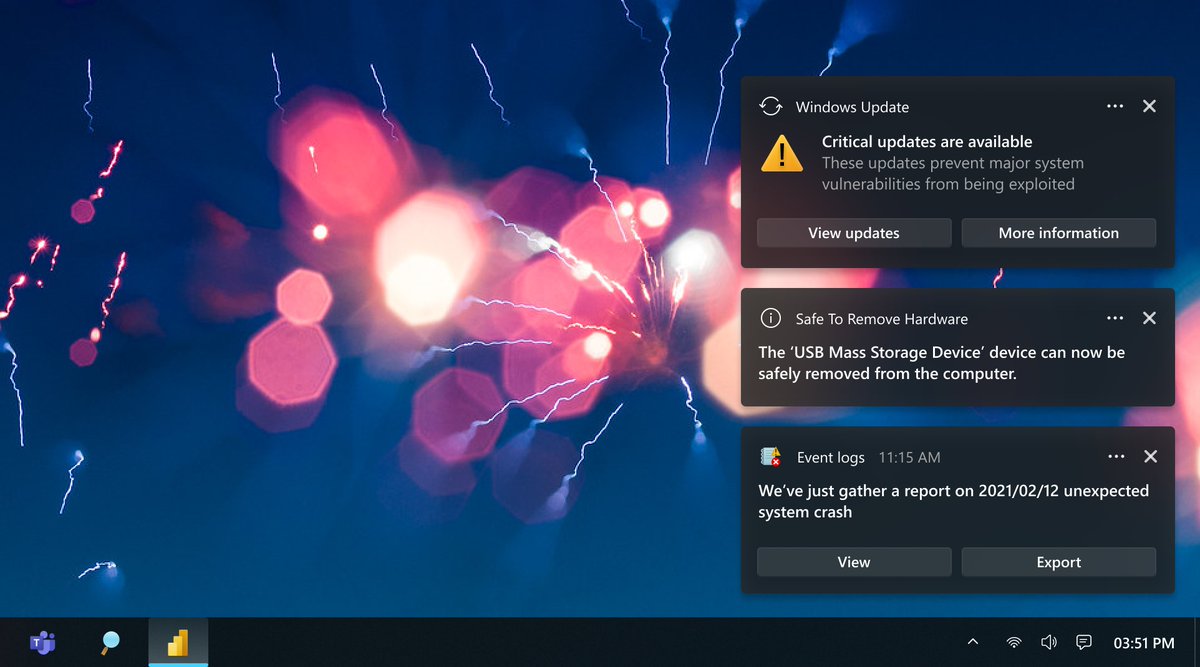 Windows Update
Critical updates are available
These updates prevent major system
vulnerabilities from being exploited
View updates
More information
Safe To Remove Hardware
The ‘USB Mass Storage Device’ device can now be
safely removed from the computer.
Event logs 11:15 AM
We’ve just gather a report on 2021/02/12 unexpected
system crash
View
Export
T
03:51 PM